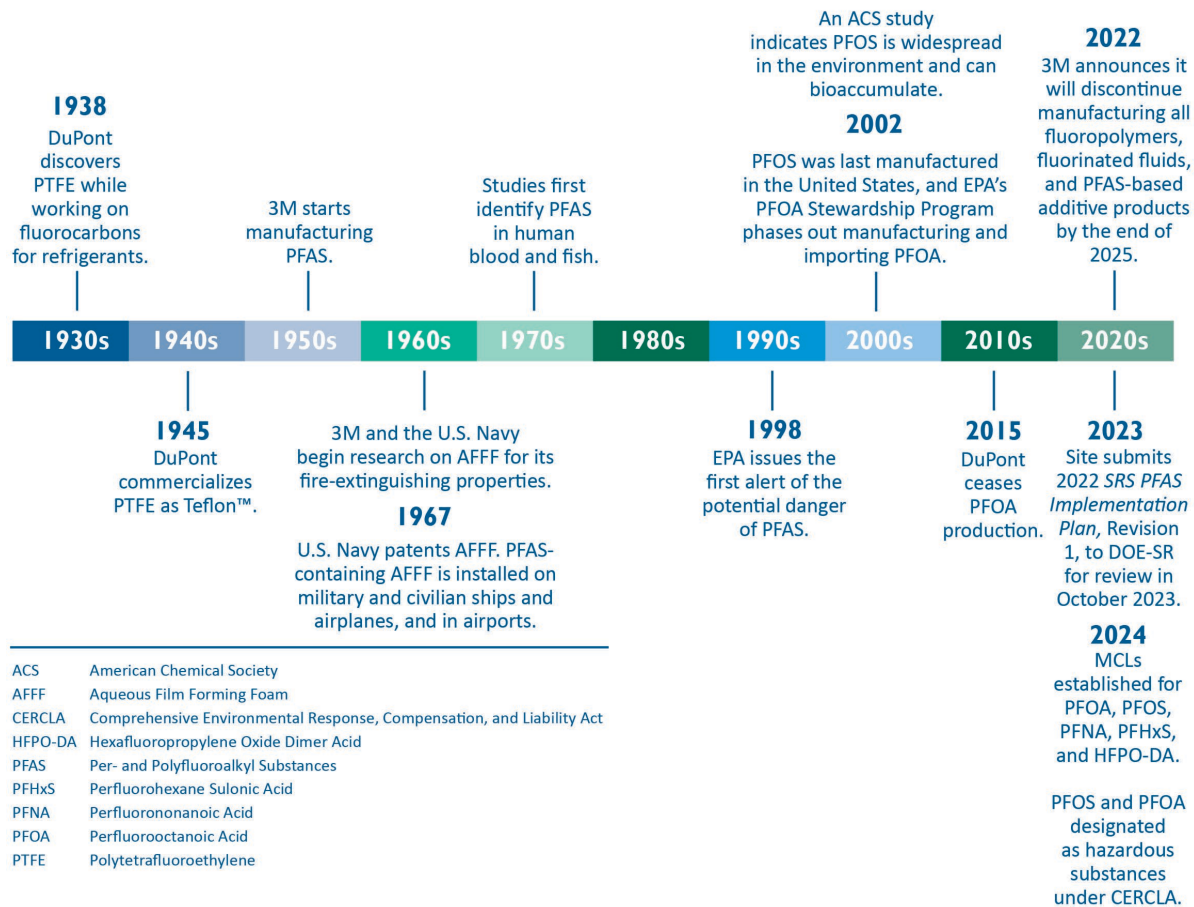 1938
DuPont
discovers
PTFE while
working on
fluorocarbons
for refrigerants.
3M starts
manufacturing
PFAS.
Studies first
identify PFAS
in human
blood and fish.
An ACS study
indicates PFOS is widespread
in the environment and can
bioaccumulate.
2002
PFOS was last manufactured
in the United States, and EPA’s
PFOA Stewardship Program
phases out manufacturing and
importing PFOA.
2022
3M announces it
will discontinue
manufacturing all
fluoropolymers,
fluorinated fluids,
and PFAS-based
additive products
by the end of
2025.
1930s
1940s
1950s
1960s
1970s
1980s
1990s
2000s
2010s
2020s
1945
DuPont
commercializes
PTFE as Teflon™.
3M and the U.S. Navy
begin research on AFFF for its
fire-extinguishing properties.
1967
U.S. Navy patents AFFF. PFAS-
containing AFFF is installed on
military and civilian ships and
airplanes, and in airports.
1998
EPA issues the
first alert of the
potential danger
of PFAS.
2015
DuPont
ceases
PFOA
production.
2023
Site submits
2022 SRS PFAS
Implementation
Plan, Revision
1, to DOE-SR
for review in
October 2023.
2024
MCLs
established for
PFOA, PFOS,
PFNA, PFHxS,
and HFPO-DA.
PFOS and PFOA
designated
as hazardous
substances
under CERCLA.
ACS American Chemical Society
AFFF Aqueous Film Forming Foam
CERCLA Comprehensive Environmental Response, Compensation, and Liability Act
HFPO-DA Hexafluoropropylene Oxide Dimer Acid
PFAS Per- and Polyfluoroalkyl Substances
PFHxS Perfluorohexane Sulonic Acid
PFNA Perfluorononanoic Acid
PFOA Perfluorooctanoic Acid
PTFE Polytetrafluoroethylene